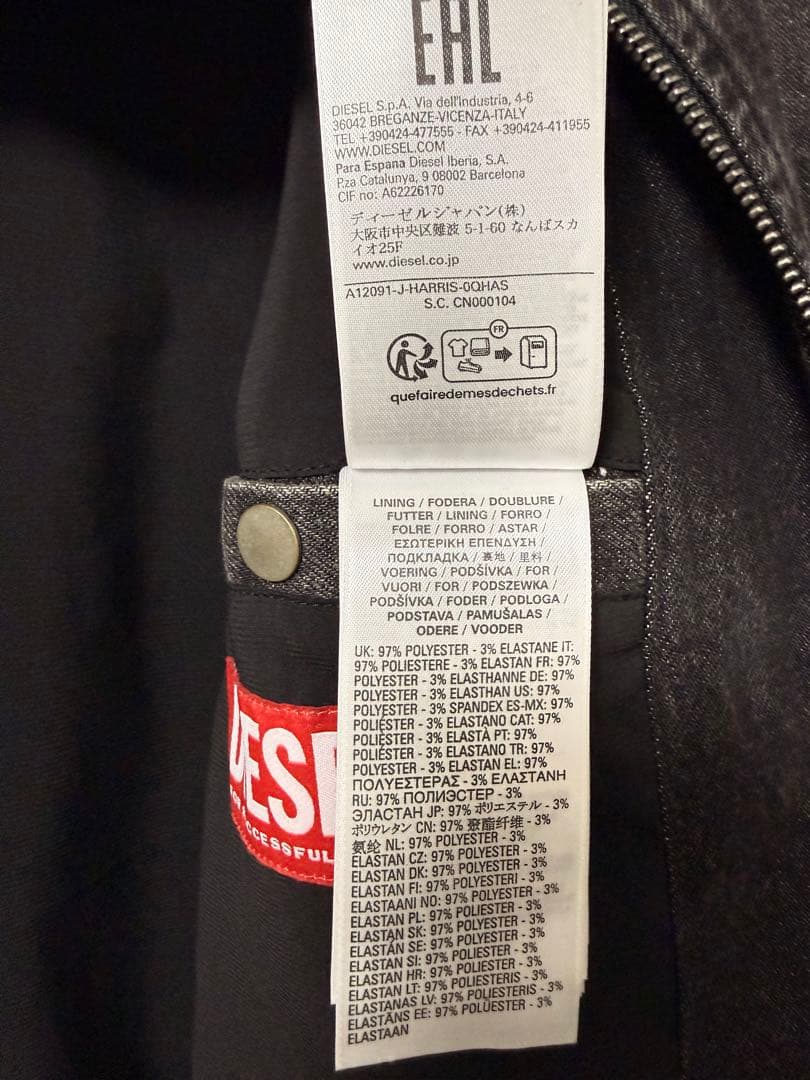 EAC
DIESEL S.p.A. Via dell'industria, 4-6
36042 BREGANZE-VICENZA-ITALY
TEL +390424-477555 - FAX +390424-411955
WWW.DIESEL.COM
Para Espana Diesel Iberia, S.A.
P.za Catalunya, 9 08002 Barcelona
CIF no: A62226170
ディーゼルジャパン(株)
大阪市中央区難波 5-1-60 なんばスカ
イオ25F
www.diesel.co.jp
A12091-J-HARRIS-0QHAS
S.C. CN000104
FR
quefairedemesdechets.fr
LINING / FODERA / DOUBLURE /
FUTTER / LINING / FORRO /
FOLRE / FORRO / ASTAR /
ΕΣΩΤΕΡΙΚΗ ΕΠΕΝΔΥΣΗ /
ПОДКЛАДКА / 裏地 / 里料 /
VOERING / PODŠÍVKA / FOR /
VUORI / FOR / PODSZEWKA /
PODŠÍVKA / FODER / PODLOGA /
PODSTAVA / PAMUŠALAS /
ODERE / VOODER
UK: 97% POLYESTER - 3% ELASTANE IT:
97% POLIESTERE - 3% ELASTAN FR: 97%
POLYESTER - 3% ELASTHANNE DE: 97%
POLYESTER - 3% ELASTHAN US: 97%
POLYESTER - 3% SPANDEX ES-MX: 97%
POLIÉSTER - 3% ELASTANO CAT: 97%
POLIÈSTER - 3% ELASTÀ PT: 97%
POLIÉSTER - 3% ELASTANO TR: 97%
POLYESTER - 3% ELASTAN EL: 97%
ΠΟΛΥΕΣΤΕΡΑΣ - 3% ΕΛΑΣΤΑΝΗ
RU: 97% ПОЛИЭСТЕР - 3%
ЭЛАСТАН JP: 97% ポリエステル - 3%
ポリウレタン CN: 97% 聚酯纤维 - 3%
氨纶 NL: 97% POLYESTER - 3%
ELASTAN CZ: 97% POLYESTER - 3%
ELASTAN DK: 97% POLYESTER - 3%
ELASTAN FI: 97% POLYESTERI - 3%
ELASTAANI NO: 97% POLYESTER - 3%
ELASTAN PL: 97% POLIESTER - 3%
ELASTAN SK: 97% POLYESTER - 3%
ELASTAN SE: 97% POLYESTER - 3%
ELASTAN SI: 97% POLIESTER - 3%
ELASTAN HR: 97% POLIESTER - 3%
ELASTAN LT: 97% POLIESTERIS - 3%
ELASTANAS LV: 97% POLIESTERIS - 3%
ELASTĀNS EE: 97% POLÜESTER - 3%
ELASTAAN
DIESE
SUCCESSFUL